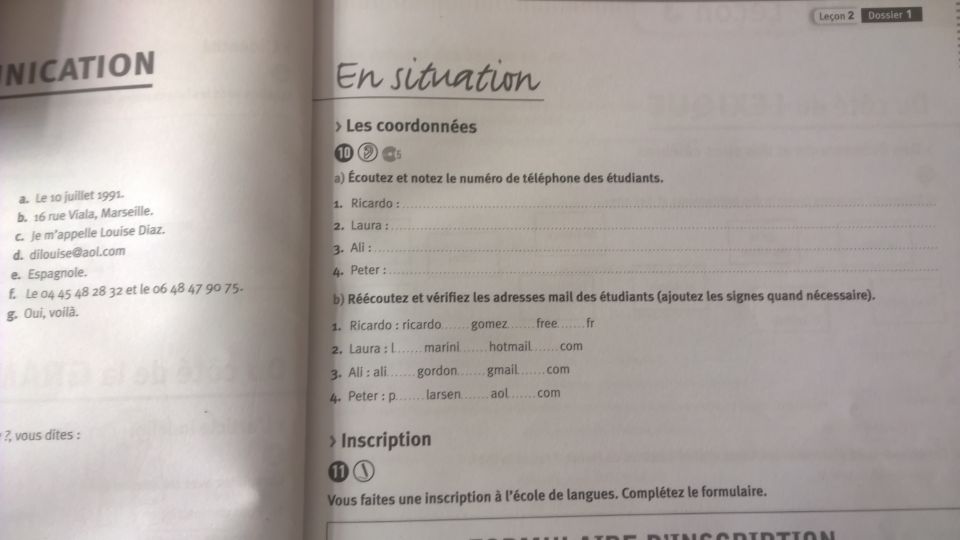 NICATION
a. Le 10 juillet 1991.
b. 16 rue Viala, Marseille.
c. Je m'appelle Louise Diaz.
d. dilouise@aol.com
e. Espagnole.
f. Le 04 45 48 28 32 et le 06 48 47 90 75.
g. Oui, voilà.
?, vous dites :
Leçon 2 Dossier 1
En situation
› Les coordonnées
10 5
a) Écoutez et notez le numéro de téléphone des étudiants.
1. Ricardo :
2. Laura :
3. Ali :
4. Peter :
b) Réécoutez et vérifiez les adresses mail des étudiants (ajoutez les signes quand nécessaire).
1. Ricardo : ricardo.......gomez.......free.......fr
2. Laura : l.......marini.......hotmail.......com
3. Ali : ali.......gordon.......gmail.......com
4. Peter : p.......larsen.......aol.......com
› Inscription
11
Vous faites une inscription à l'école de langues. Complétez le formulaire.
FORMULAIRE D'INSCRIPTION